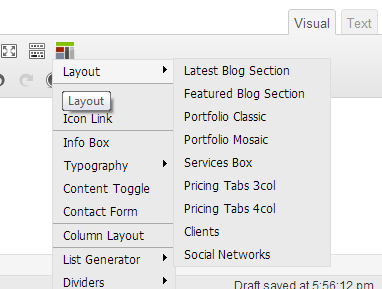 Visual
Text
Layout
Layout
Icon Link
Info Box
Typography
Content Toggle
Contact Form
Column Layout
List Generator
Dividers
Latest Blog Section
Featured Blog Section
Portfolio Classic
Portfolio Mosaic
Services Box
Pricing Tabs 3col
Pricing Tabs 4col
Clients
Social Networks
Draft saved at 5:56:12 pm.